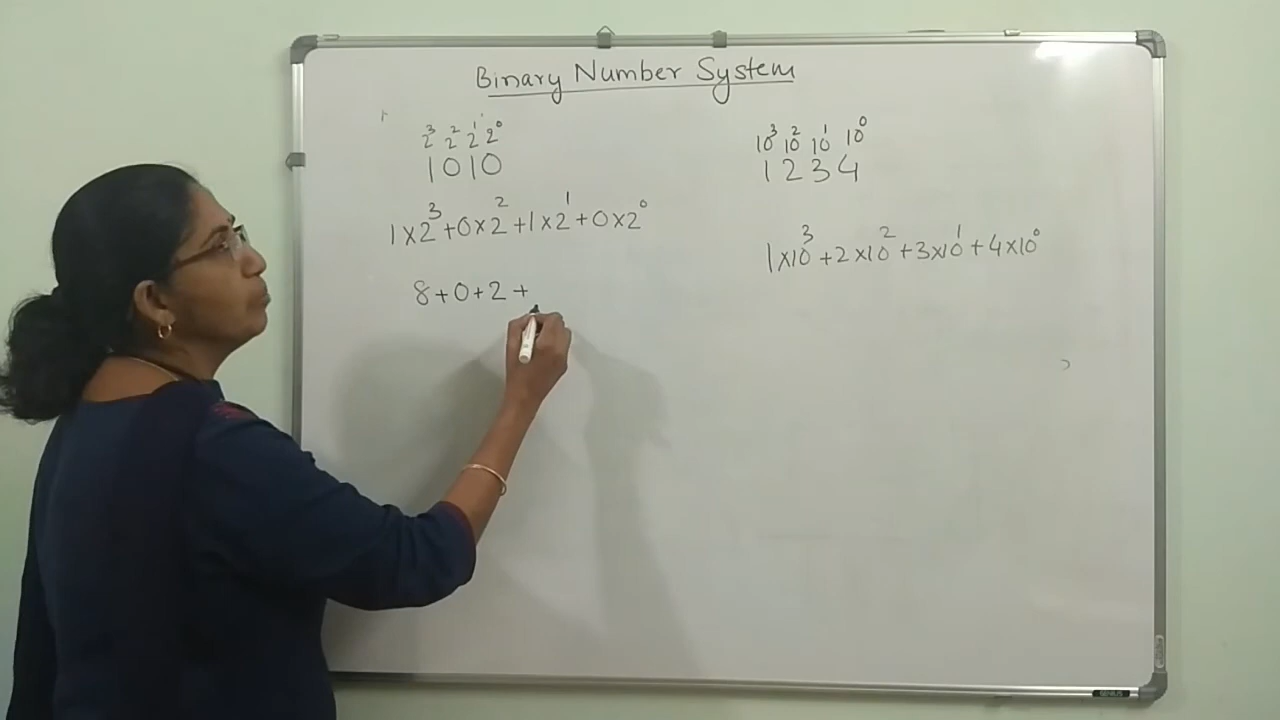 Binary Number System
2³ 2² 2¹ 2⁰
1010
1×2³+0×2²+1×2¹+0×2⁰
8+0+2+
10³ 10² 10¹ 10⁰
1234
1×10³+2×10²+3×10¹+4×10⁰